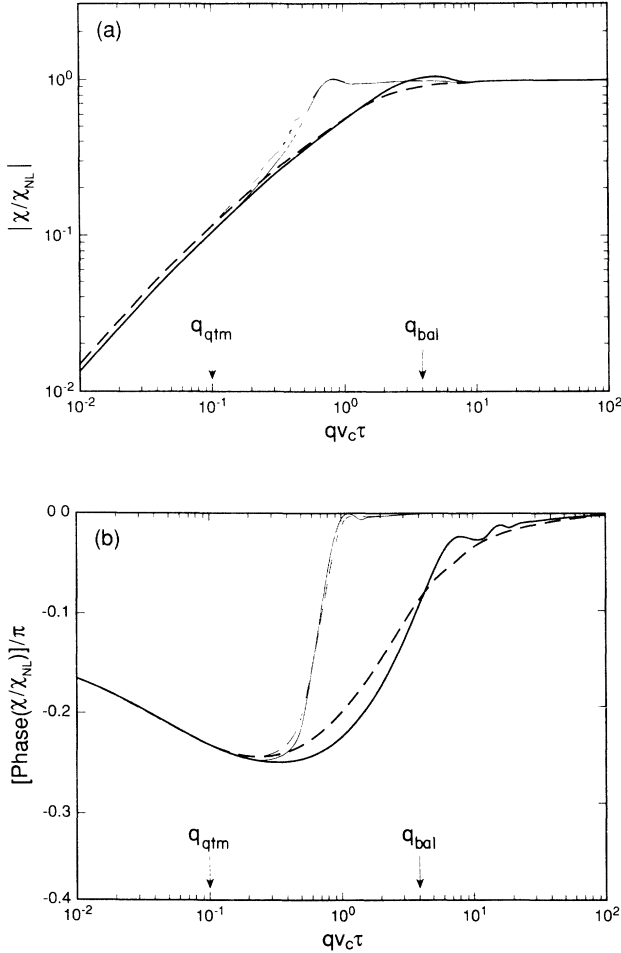 (a)
|χ/χ_NL|
10^0
10^-1
10^-2
q_qtm
q_bal
10^-2 10^-1 10^0 10^1 10^2
qv_cτ
(b)
[Phase(χ/χ_NL)]/π
0 0
-0.1
-0.2
-0.3
-0.4
q_qtm
q_bal
10^-2 10^-1 10^0 10^1 10^2
qv_cτ